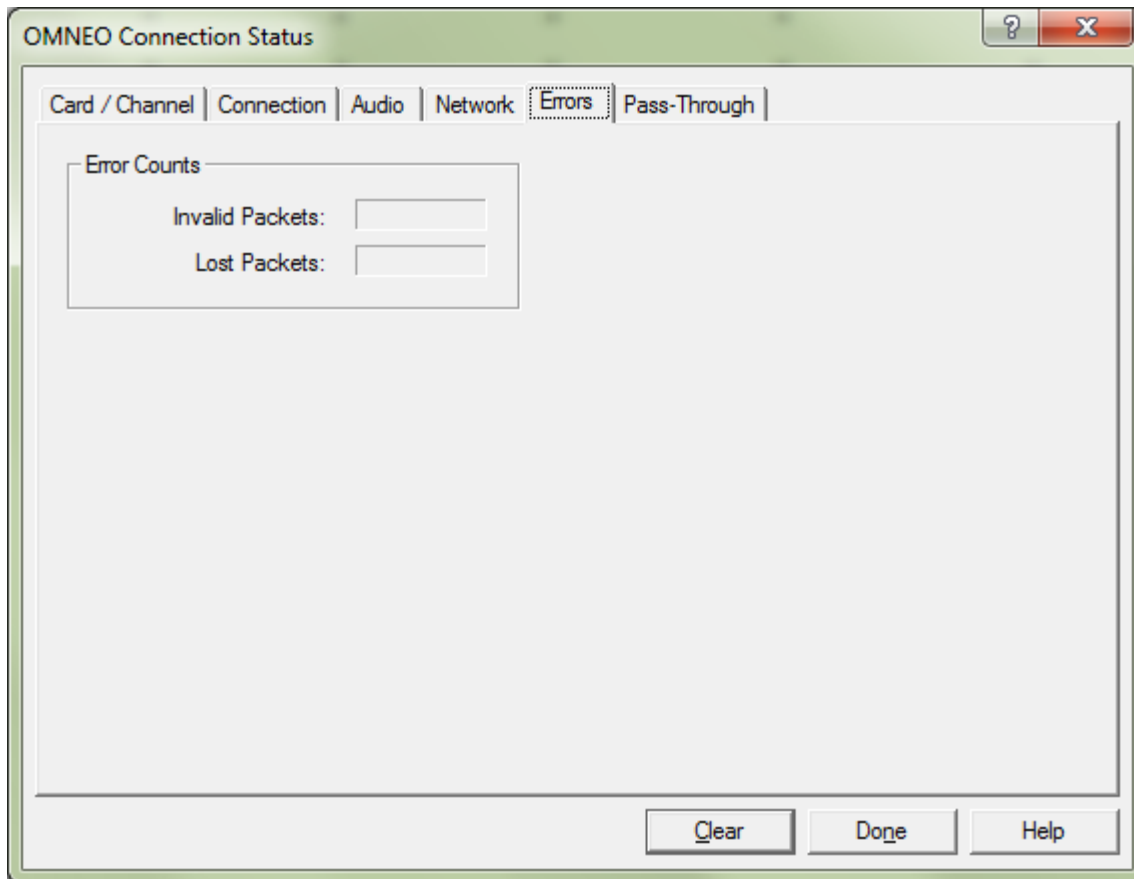 OMNEO Connection Status
Card / Channel Connection Audio Network Errors Pass-Through
Error Counts
Invalid Packets:
Lost Packets:
Clear Done Help